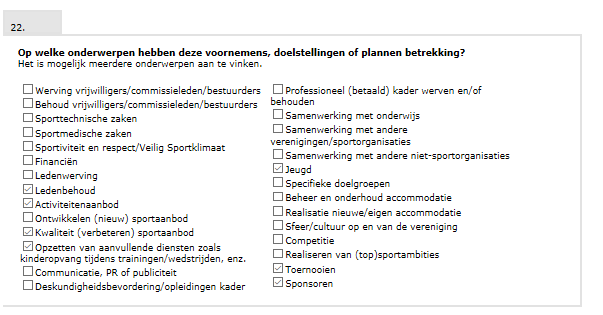 22.
Op welke onderwerpen hebben deze voornemens, doelstellingen of plannen betrekking?
Het is mogelijk meerdere onderwerpen aan te vinken.
Werving vrijwilligers/commissieleden/bestuurders
Behoud vrijwilligers/commissieleden/bestuurders
Sporttechnische zaken
Sportmedische zaken
Sportiviteit en respect/Veilig Sportklimaat
Financiën
Ledenwerving
Ledenbehoud
Activiteitenaanbod
Ontwikkelen (nieuw) sportaanbod
Kwaliteit (verbeteren) sportaanbod
Opzetten van aanvullende diensten zoals
kinderopvang tijdens trainingen/wedstrijden, enz.
Communicatie, PR of publiciteit
Deskundigheidsbevordering/opleidingen kader
Professioneel (betaald) kader werven en/of
behouden
Samenwerking met onderwijs
Samenwerking met andere
verenigingen/sportorganisaties
Samenwerking met andere niet-sportorganisaties
Jeugd
Specifieke doelgroepen
Beheer en onderhoud accommodatie
Realisatie nieuwe/eigen accommodatie
Sfeer/cultuur op en van de vereniging
Competitie
Realiseren van (top)sportambities
Toernooien
Sponsoren